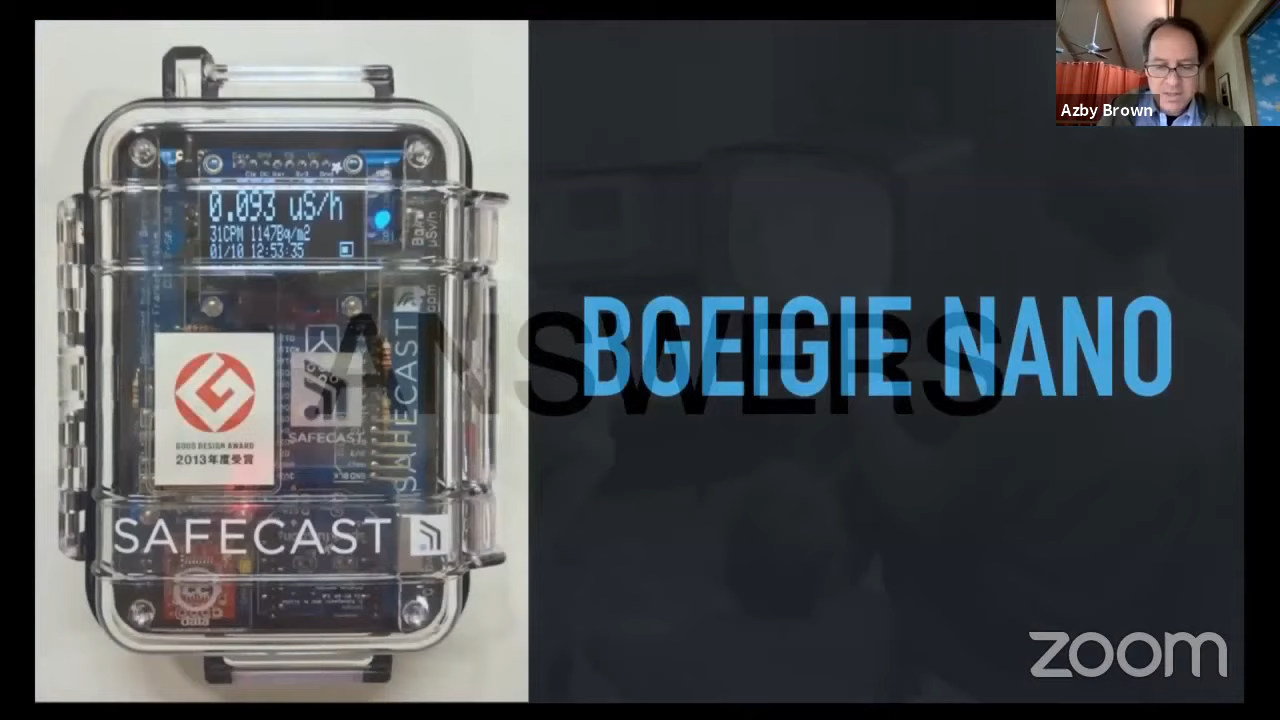 Azby Brown
0.093 uS/h
31CPM 1147Bq/m2
01/10 12:53:35
SAFECAST
GOOD DESIGN AWARD
2013年度受賞
SAFECAST
SAFECAST
ANSWERS
BGEIGIE NANO
zoom